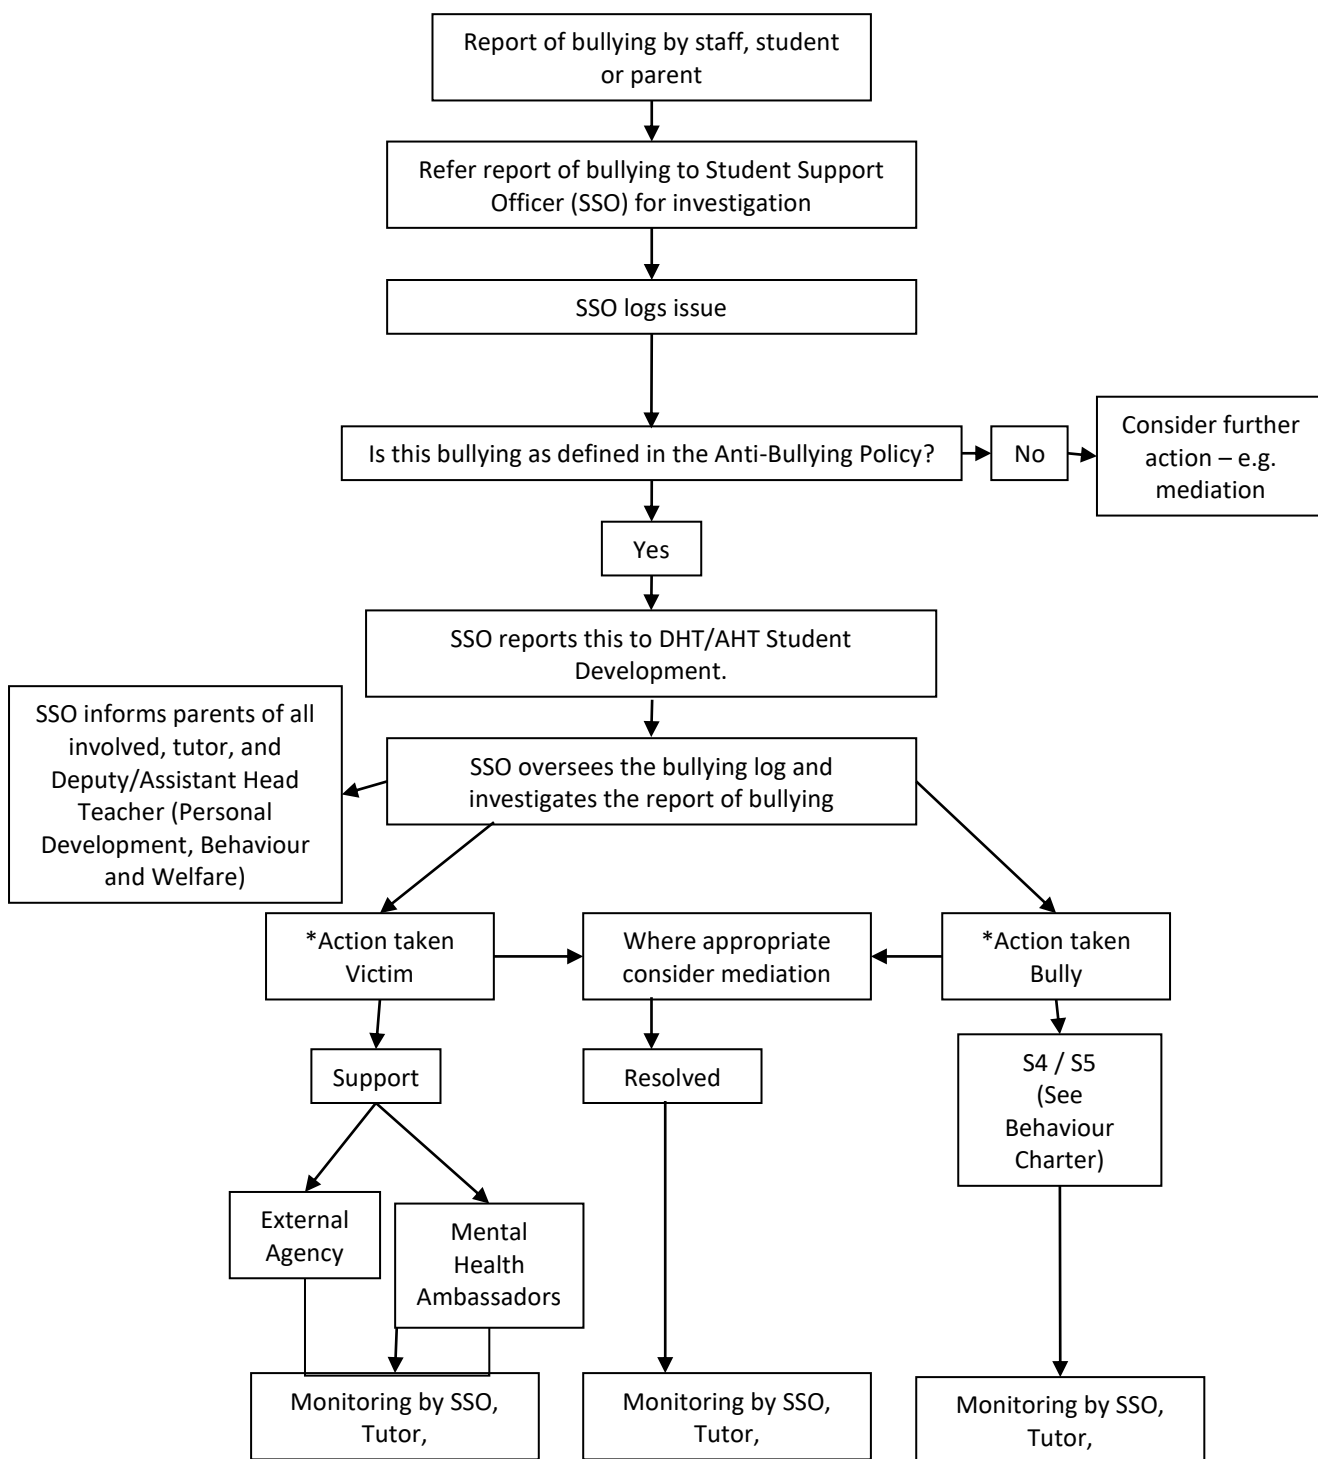 Report of bullying by staff, student
or parent
Refer report of bullying to Student Support
Officer (SSO) for investigation
SSO logs issue
Is this bullying as defined in the Anti-Bullying Policy?
No
Consider further
action – e.g.
mediation
Yes
SSO reports this to DHT/AHT Student
Development.
SSO informs parents of all
involved, tutor, and
Deputy/Assistant Head
Teacher (Personal
Development, Behaviour
and Welfare)
SSO oversees the bullying log and
investigates the report of bullying
*Action taken
Victim
Where appropriate
consider mediation
*Action taken
Bully
Support
Resolved
S4 / S5
(See
Behaviour
Charter)
External
Agency
Mental
Health
Ambassadors
Monitoring by SSO,
Tutor,
Monitoring by SSO,
Tutor,
Monitoring by SSO,
Tutor,